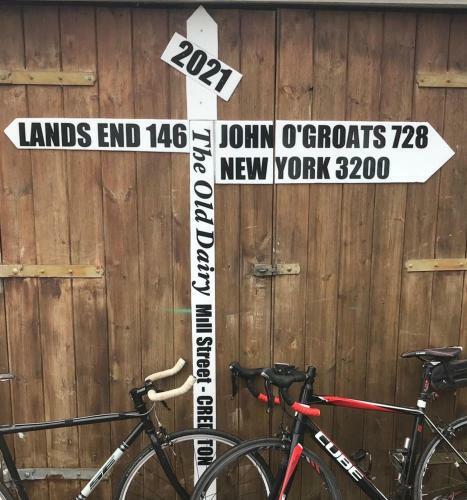 2021
LANDS END 146
JOHN O'GROATS 728
NEW YORK 3200
The Old Dairy Mill Street -
CUBE